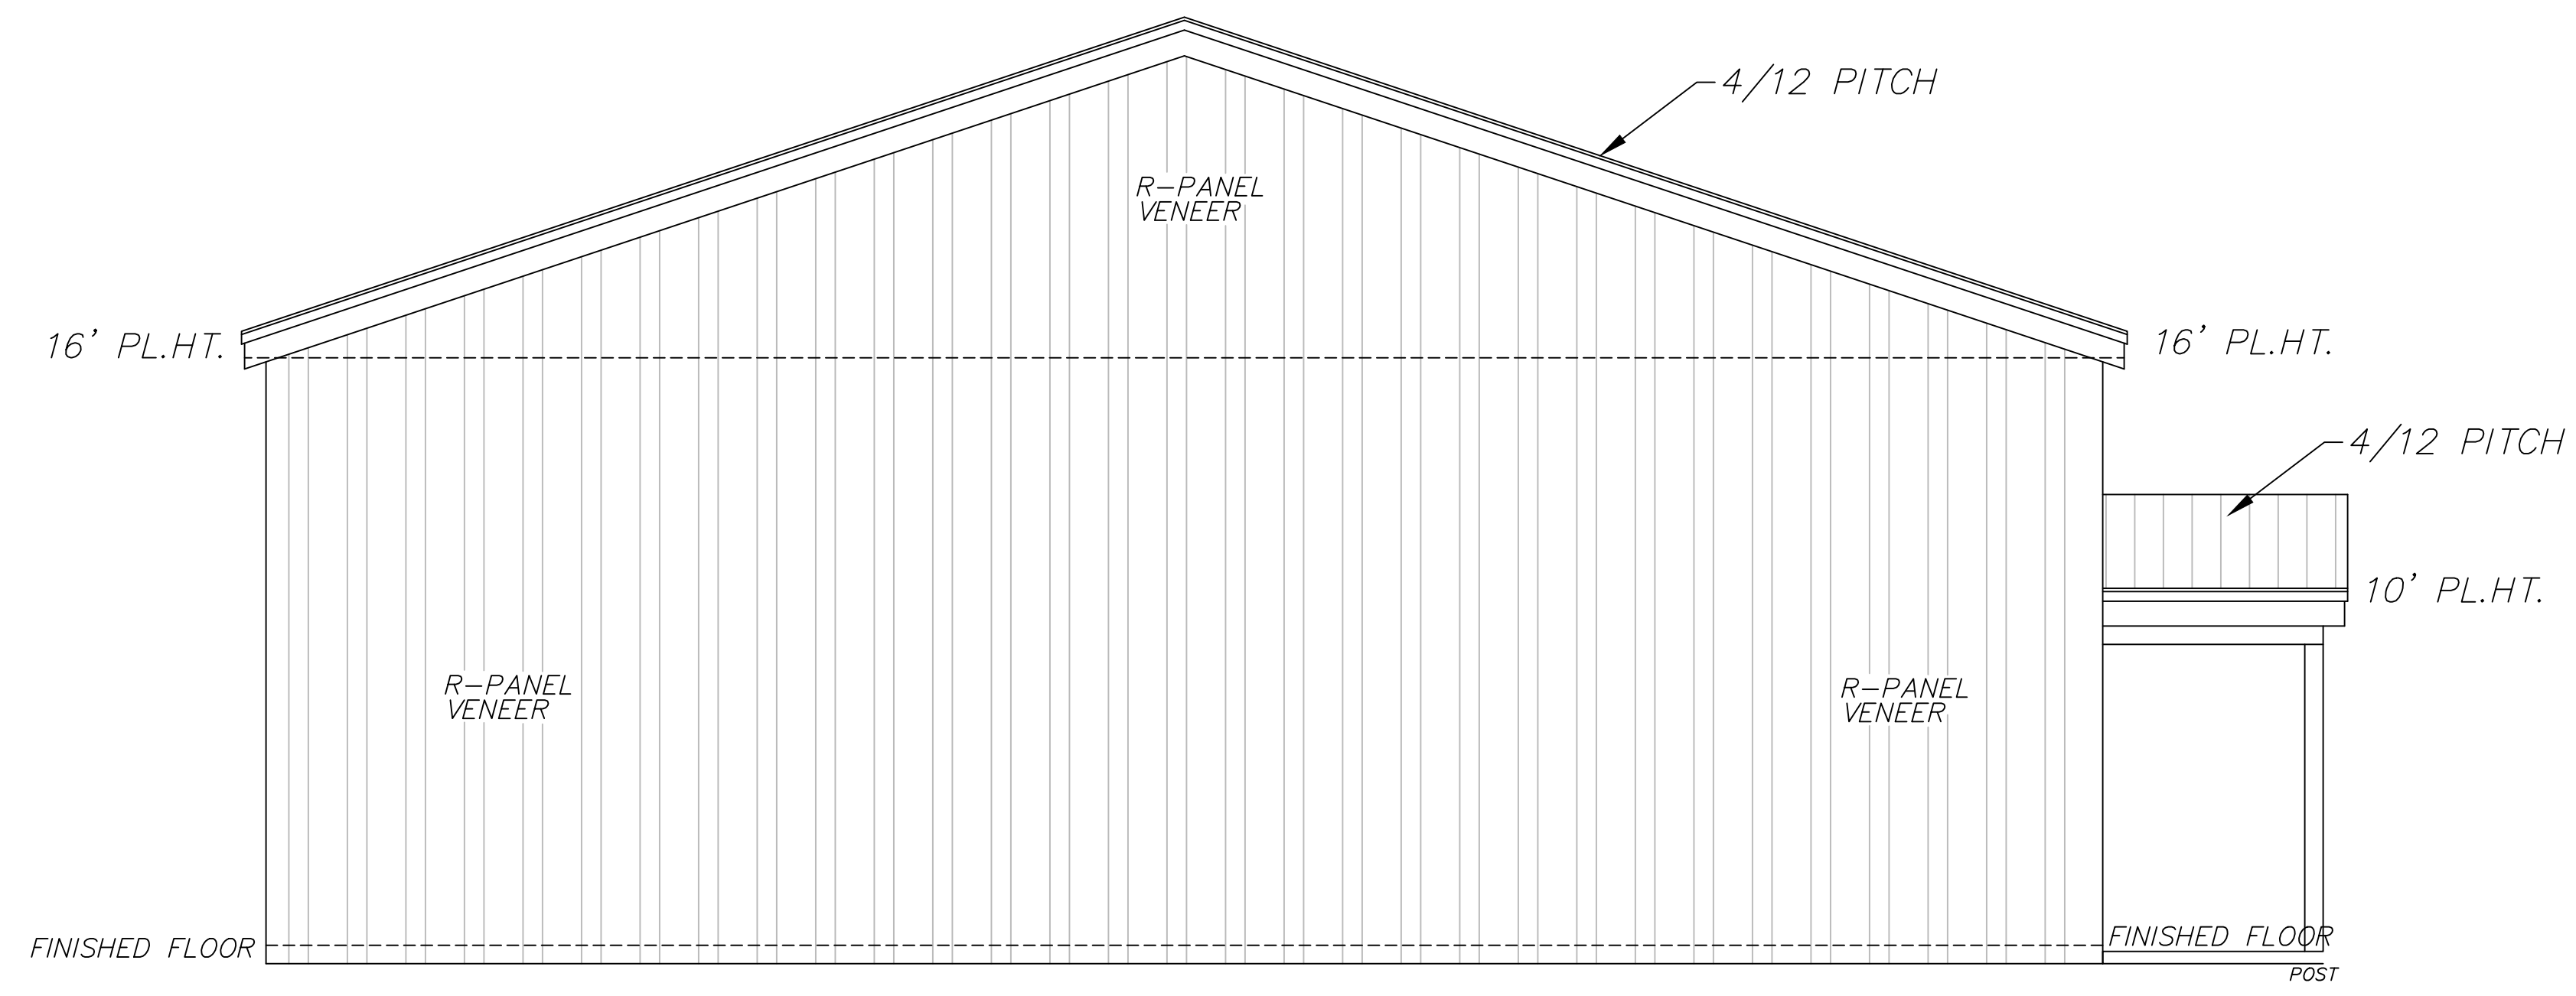 4/12 PITCH
R-PANEL
VENEER
16' PL.HT.
16' PL.HT.
4/12 PITCH
10' PL.HT.
R-PANEL
VENEER
R-PANEL
VENEER
FINISHED FLOOR
FINISHED FLOOR
POST